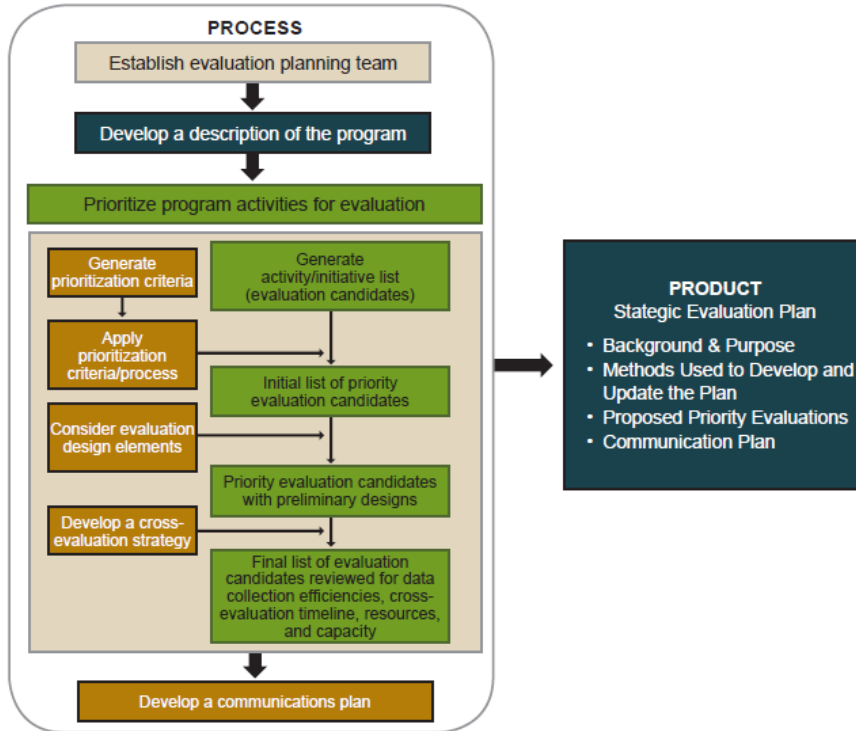 PROCESS
Establish evaluation planning team
Develop a description of the program
Prioritize program activities for evaluation
Generate
prioritization criteria
Generate
activity/initiative list
(evaluation candidates)
Apply
prioritization
criteria/process
Initial list of priority
evaluation candidates
Consider evaluation
design elements
Priority evaluation candidates
with preliminary designs
Develop a cross-
evaluation strategy
Final list of evaluation
candidates reviewed for data
collection efficiencies, cross-
evaluation timeline, resources,
and capacity
Develop a communications plan
PRODUCT
Stategic Evaluation Plan
• Background & Purpose
• Methods Used to Develop and
Update the Plan
• Proposed Priority Evaluations
• Communication Plan